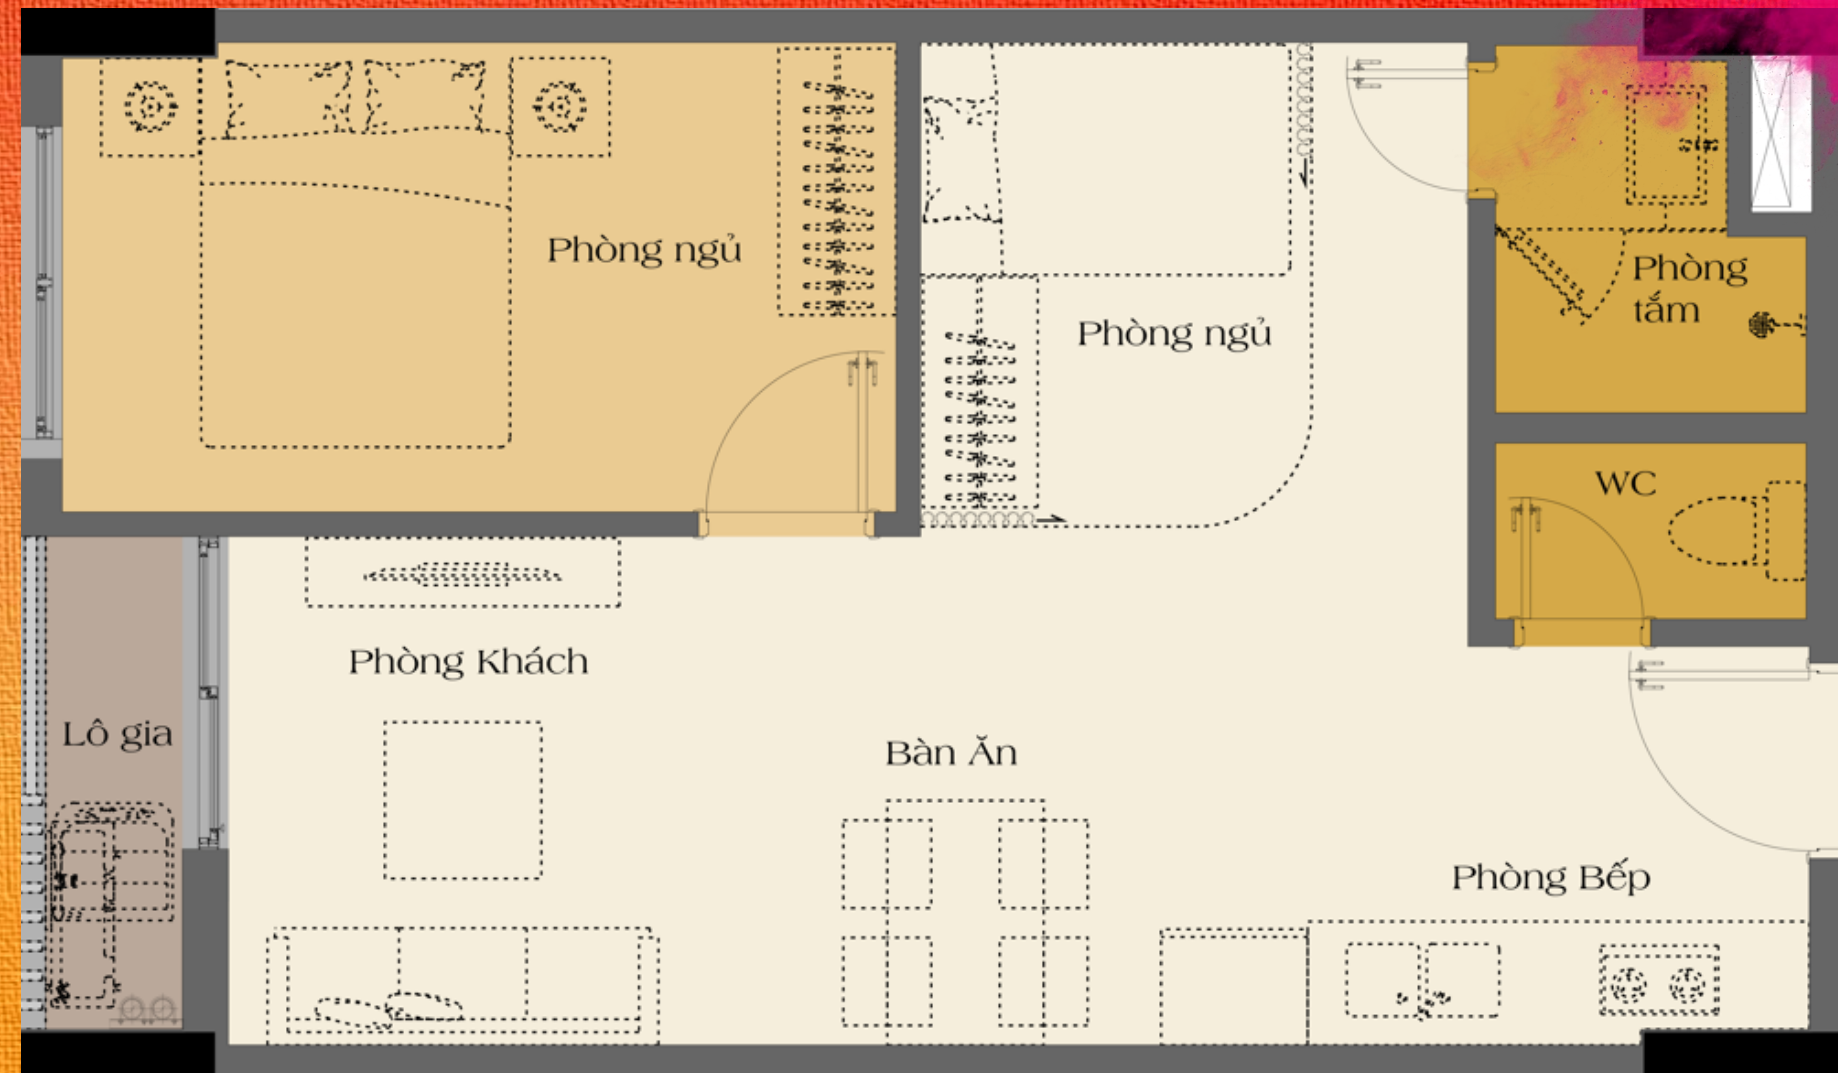 Phòng ngủ
Phòng ngủ
Phòng
tắm
WC
Phòng Khách
Lô gia
Bàn Ăn
Phòng Bếp